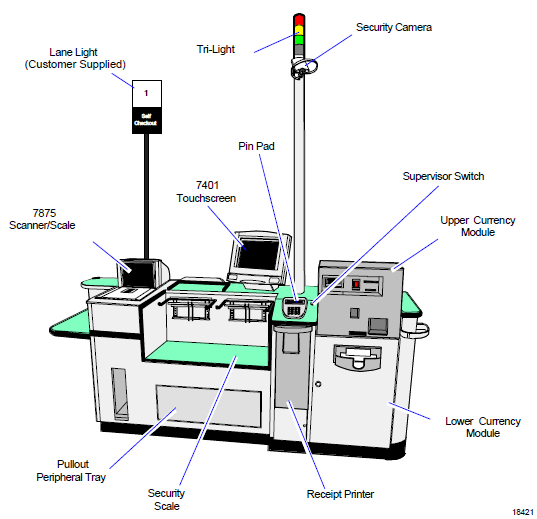 Security Camera
Lane Light
(Customer Supplied)
Tri-Light
1
Self
Checkout
Pin Pad
Supervisor Switch
7401
Touchscreen
7875
Scanner/Scale
Upper Currency
Module
Lower Currency
Module
Pullout
Peripheral Tray
Security
Scale
Receipt Printer
18421